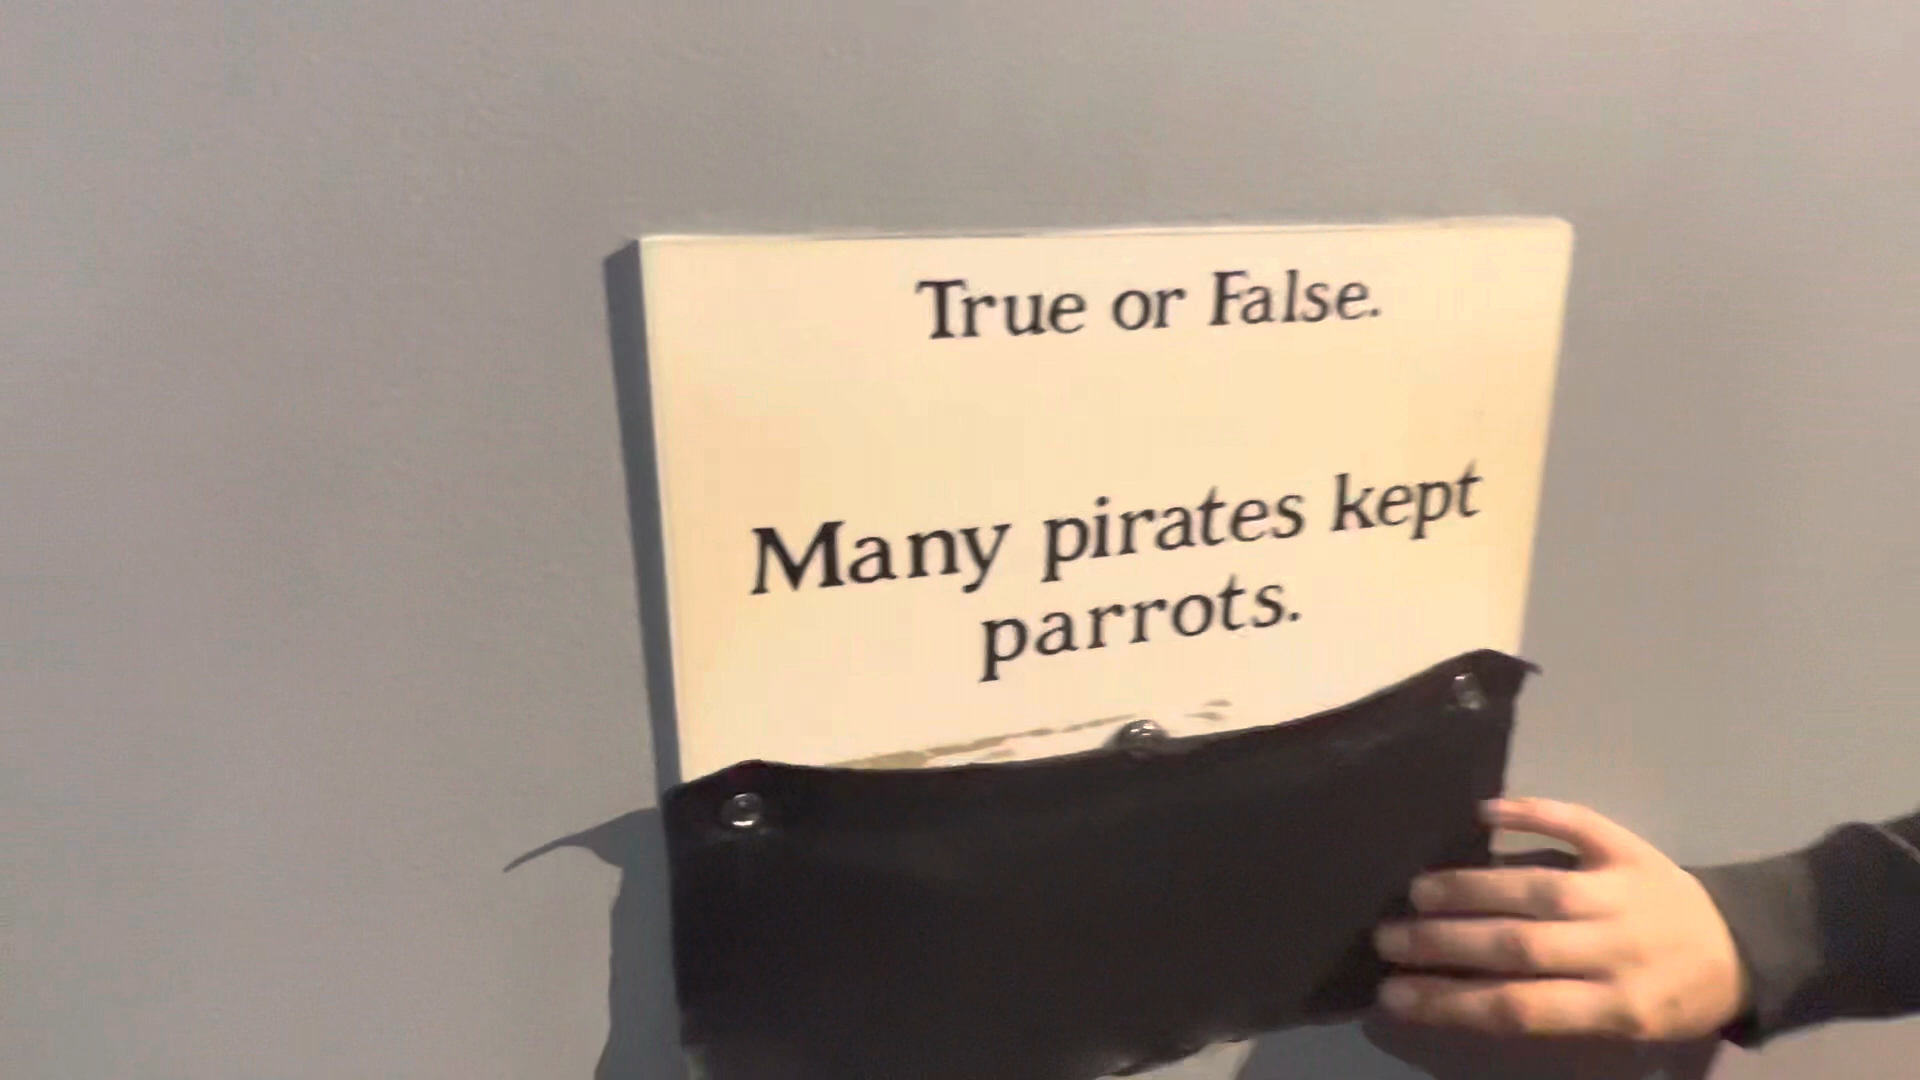 True or False.
Many pirates kept
parrots.